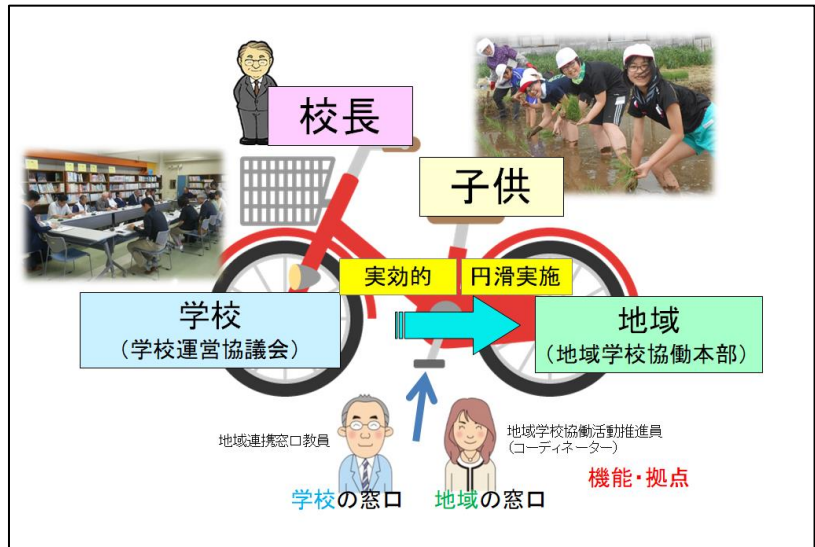 校長
子供
実効的
円滑実施
学校
(学校運営協議会)
地域
(地域学校協働本部)
地域連携窓口教員
地域学校協働活動推進員
(コーディネーター)
機能・拠点
学校の窓口
地域の窓口